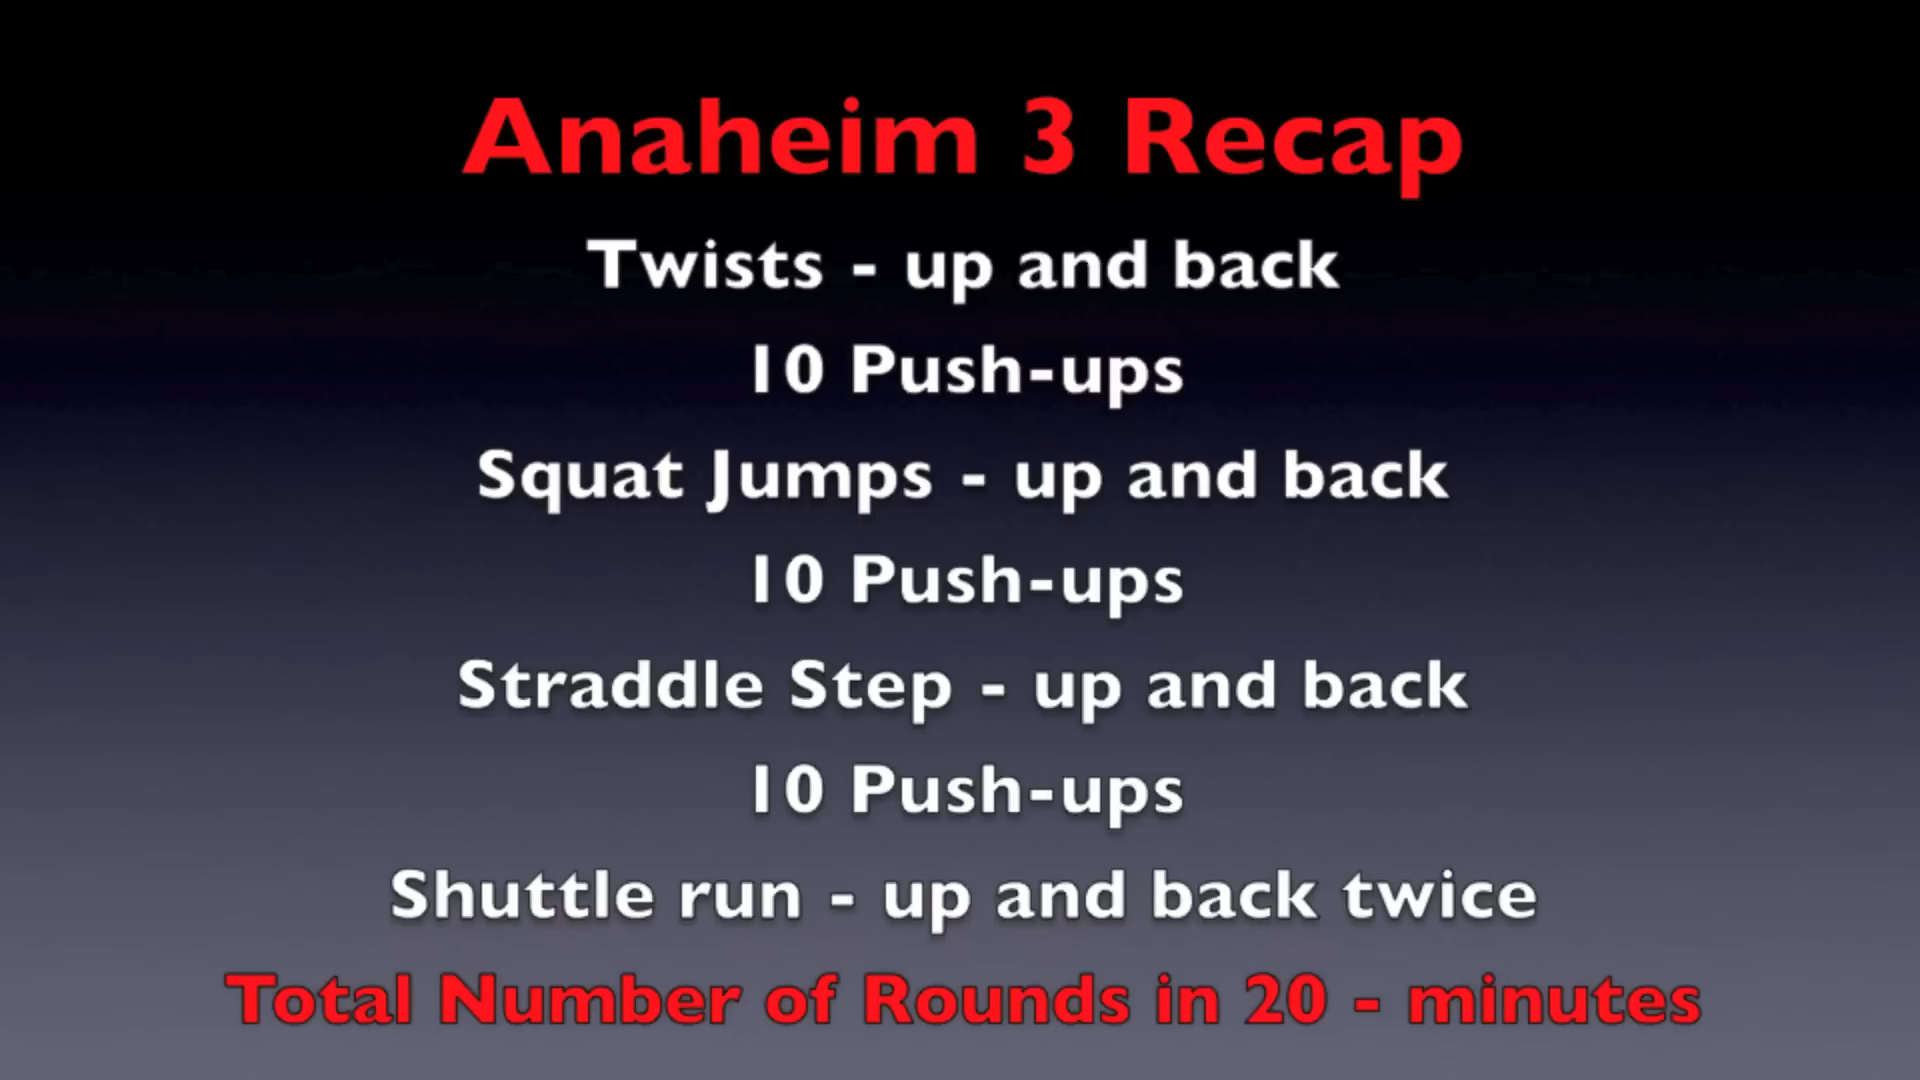 Anaheim 3 Recap
Twists - up and back
10 Push-ups
Squat Jumps - up and back
10 Push-ups
Straddle Step - up and back
10 Push-ups
Shuttle run - up and back twice
Total Number of Rounds in 20 - minutes